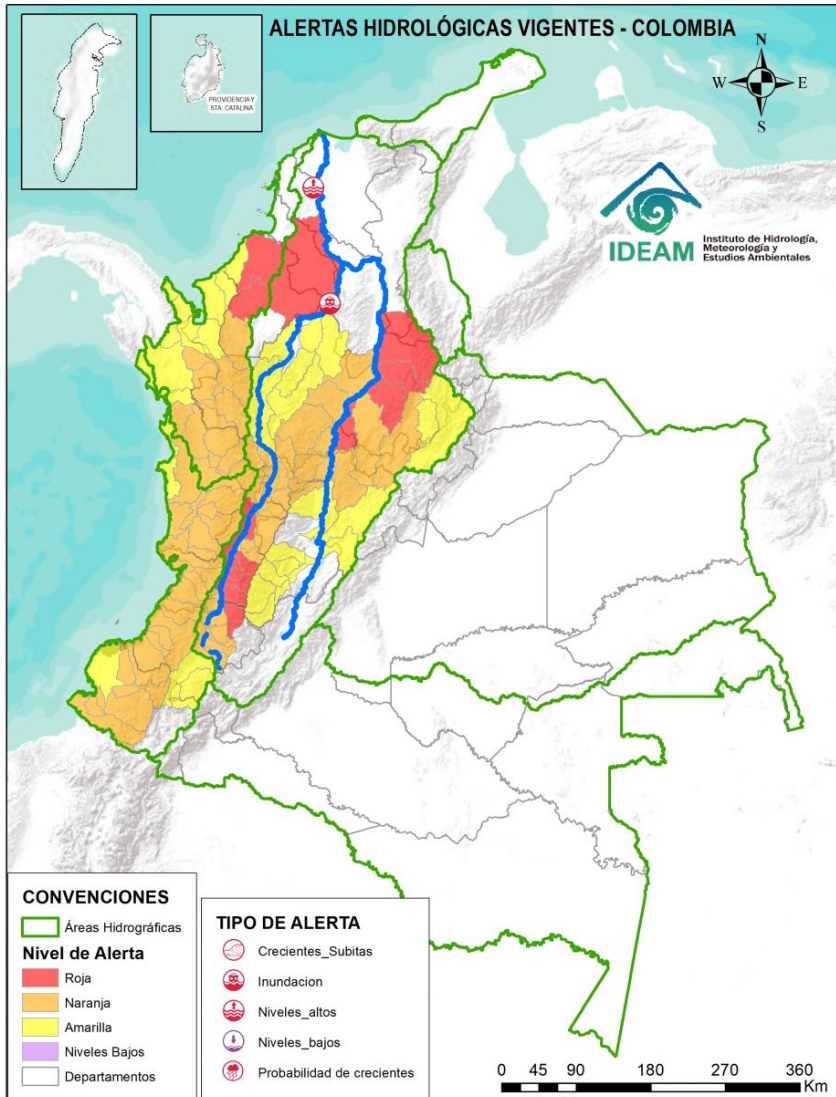 ALERTAS HIDROLÓGICAS VIGENTES - COLOMBIA
PROVIDENCIA Y
STA. CATALINA
N
W
E
S
IDEAM
Instituto de Hidrología,
Meteorología y
Estudios Ambientales
CONVENCIONES
Áreas Hidrográficas
Nivel de Alerta
Roja
Naranja
Amarilla
Niveles Bajos
Departamentos
TIPO DE ALERTA
Crecientes_Subitas
Inundacion
Niveles_altos
Niveles_bajos
Probabilidad de crecientes
0 45 90 180 270 360
Km